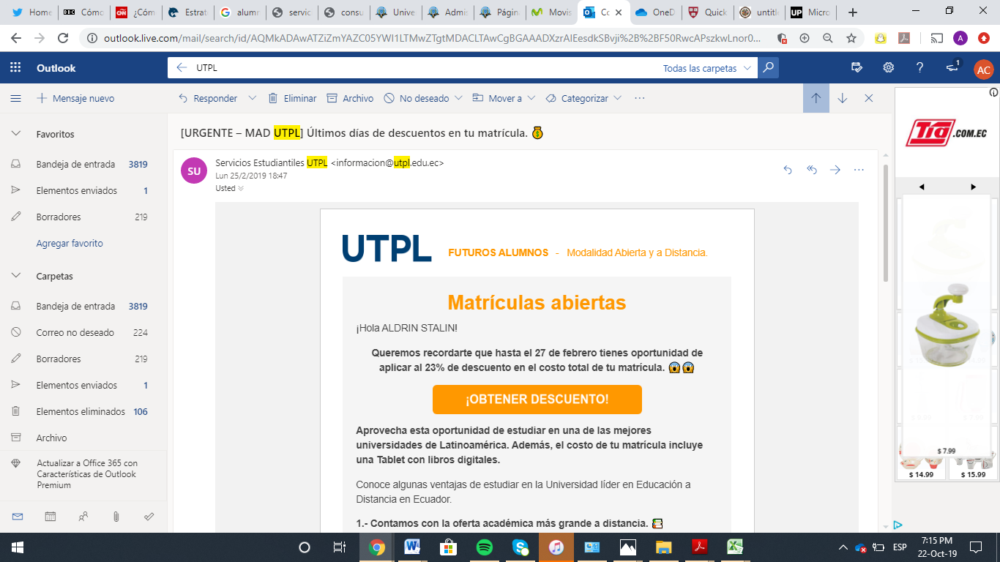 Home
Cómc
¿Cóm
Estrat
alumr
servic
consu
Unive
Admis
Página
Movis
Co
OneD
Quick
untitle
Micro
outlook.live.com/mail/search/id/
Outlook
UTPL
Todas las carpetas
1
AC
Mensaje nuevo
Responder
Eliminar
Archivo
No deseado
Mover a
Categorizar
Favoritos
Bandeja de entrada 3819
Elementos enviados 1
Borradores 219
Agregar favorito
Carpetas
Bandeja de entrada 3819
Correo no deseado 224
Borradores 219
Elementos enviados 1
Elementos eliminados 106
Archivo
Actualizar a Office 365 con
Características de Outlook
Premium
[URGENTE – MAD UTPL] Últimos días de descuentos en tu matrícula. 💰
SU
Servicios Estudiantiles UTPL <informacion@utpl.edu.ec>
Lun 25/2/2019 18:47
Usted
UTPL FUTUROS ALUMNOS - Modalidad Abierta y a Distancia.
Matrículas abiertas
¡Hola ALDRIN STALIN!
Queremos recordarte que hasta el 27 de febrero tienes oportunidad de
aplicar al 23% de descuento en el costo total de tu matrícula. 😱😱
¡OBTENER DESCUENTO!
Aprovecha esta oportunidad de estudiar en una de las mejores
universidades de Latinoamérica. Además, el costo de tu matrícula incluye
una Tablet con libros digitales.
Conoce algunas ventajas de estudiar en la Universidad líder en Educación a
Distancia en Ecuador.
1.- Contamos con la oferta académica más grande a distancia. 📚
Tía.COM.EC
$ 7.99
$ 14.99
$ 15.99
ESP
7:15 PM
22-Oct-19